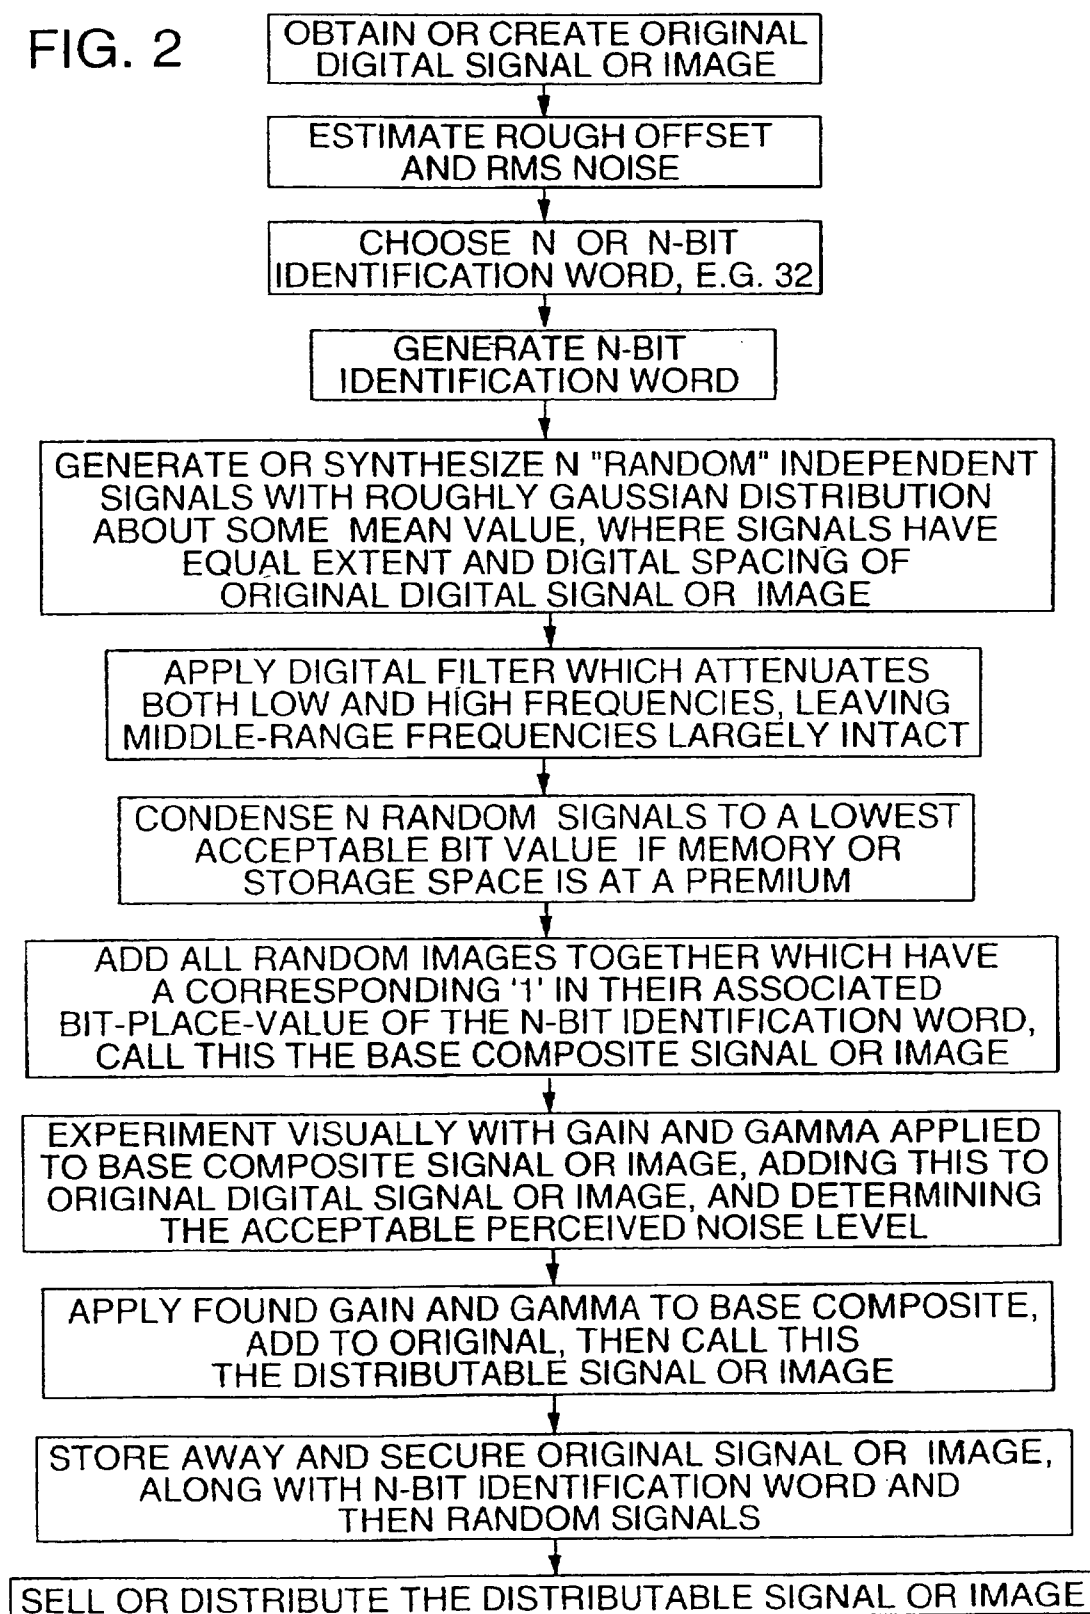 FIG. 2
OBTAIN OR CREATE ORIGINAL
DIGITAL SIGNAL OR IMAGE
ESTIMATE ROUGH OFFSET
AND RMS NOISE
CHOOSE N OR N-BIT
IDENTIFICATION WORD, E.G. 32
GENERATE N-BIT
IDENTIFICATION WORD
GENERATE OR SYNTHESIZE N "RANDOM" INDEPENDENT
SIGNALS WITH ROUGHLY GAUSSIAN DISTRIBUTION
ABOUT SOME MEAN VALUE, WHERE SIGNALS HAVE
EQUAL EXTENT AND DIGITAL SPACING OF
ORIGINAL DIGITAL SIGNAL OR IMAGE
APPLY DIGITAL FILTER WHICH ATTENUATES
BOTH LOW AND HIGH FREQUENCIES, LEAVING
MIDDLE-RANGE FREQUENCIES LARGELY INTACT
CONDENSE N RANDOM SIGNALS TO A LOWEST
ACCEPTABLE BIT VALUE IF MEMORY OR
STORAGE SPACE IS AT A PREMIUM
ADD ALL RANDOM IMAGES TOGETHER WHICH HAVE
A CORRESPONDING '1' IN THEIR ASSOCIATED
BIT-PLACE-VALUE OF THE N-BIT IDENTIFICATION WORD,
CALL THIS THE BASE COMPOSITE SIGNAL OR IMAGE
EXPERIMENT VISUALLY WITH GAIN AND GAMMA APPLIED
TO BASE COMPOSITE SIGNAL OR IMAGE, ADDING THIS TO
ORIGINAL DIGITAL SIGNAL OR IMAGE, AND DETERMINING
THE ACCEPTABLE PERCEIVED NOISE LEVEL
APPLY FOUND GAIN AND GAMMA TO BASE COMPOSITE,
ADD TO ORIGINAL, THEN CALL THIS
THE DISTRIBUTABLE SIGNAL OR IMAGE
STORE AWAY AND SECURE ORIGINAL SIGNAL OR IMAGE,
ALONG WITH N-BIT IDENTIFICATION WORD AND
THEN RANDOM SIGNALS
SELL OR DISTRIBUTE THE DISTRIBUTABLE SIGNAL OR IMAGE